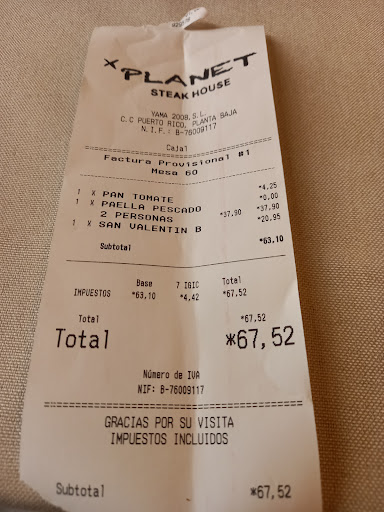 X PLANET
STEAK HOUSE
YAMA 2008, S.L.
C.C PUERTO RICO, PLANTA BAJA
N.I.F.: B-76009117
Caja1
Factura Provisional #1
Mesa 60
1 X PAN TOMATE *4.25
1 X PAELLA PESCADO *0.00
2 PERSONAS *37.90 *37.90
1 X SAN VALENTIN B *20.95
Subtotal *63,10
Base 7 IGIC Total
IMPUESTOS *63,10 *4,42 *67,52
Total *67,52
Total *67,52
Número de IVA
NIF: B-76009117
GRACIAS POR SU VISITA
IMPUESTOS INCLUIDOS
Subtotal *67,52